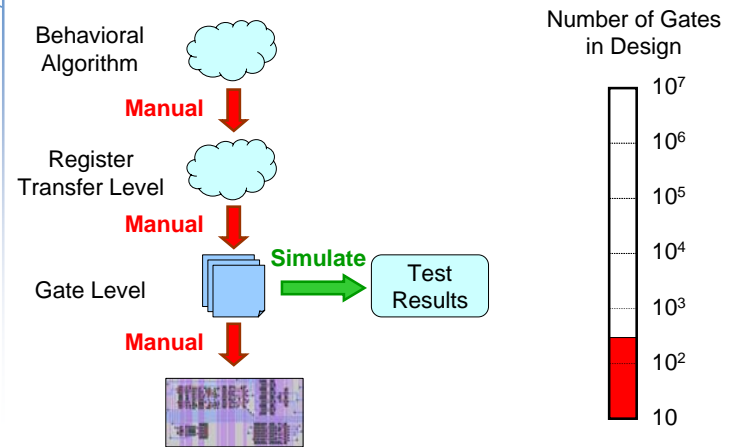 Behavioral
Algorithm
Manual
Register
Transfer Level
Manual
Simulate
Gate Level
Test
Results
Manual
Number of Gates
in Design
10⁷
10⁶
10⁵
10⁴
10³
10²
10